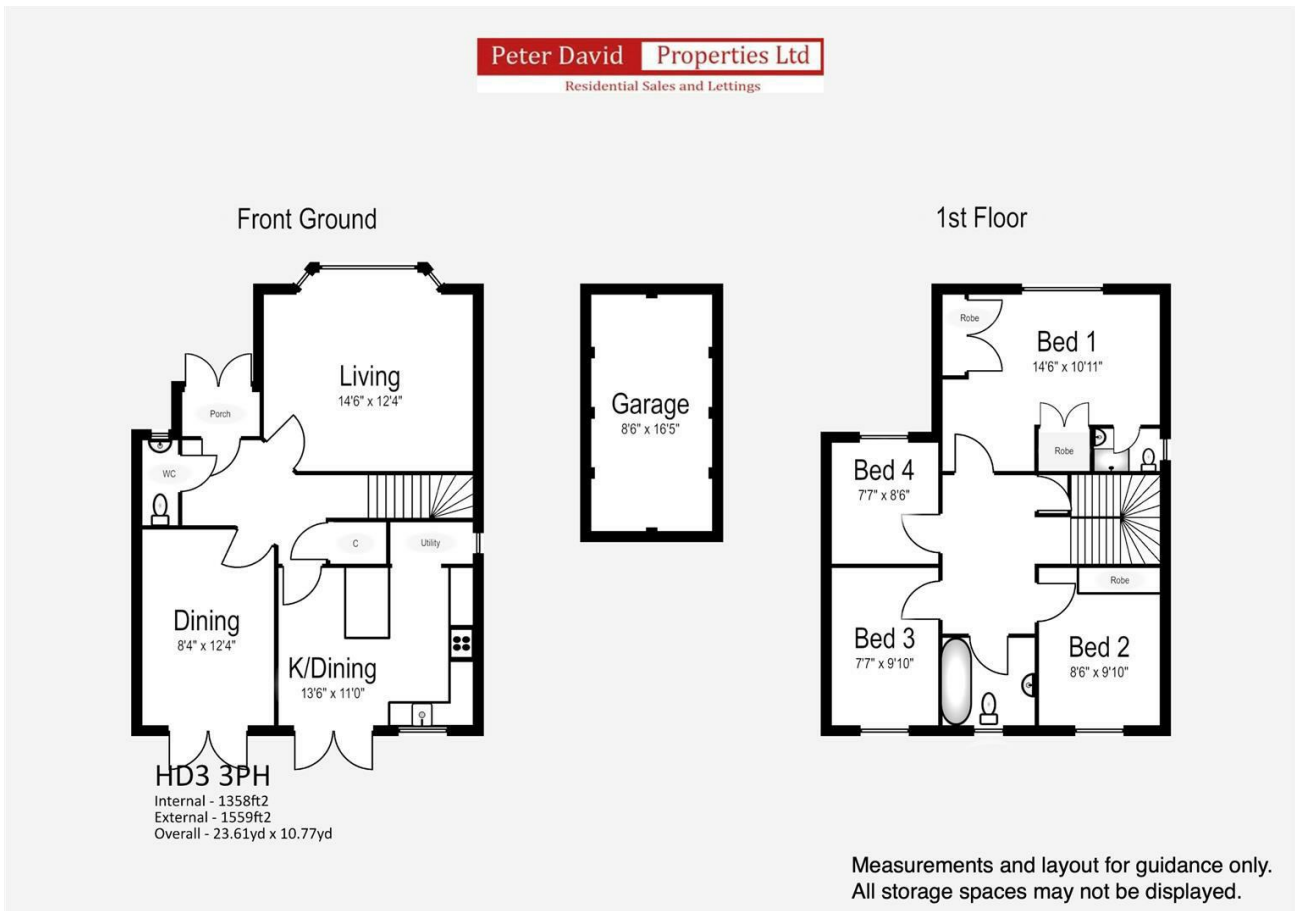 Peter David Properties Ltd
Residential Sales and Lettings
Front Ground
Living
14'6" x 12'4"
Porch
WC
C
Utility
Dining
8'4" x 12'4"
K/Dining
13'6" x 11'0"
Garage
8'6" x 16'5"
1st Floor
Robe
Bed 1
14'6" x 10'11"
Robe
Bed 4
7'7" x 8'6"
Robe
Bed 3
7'7" x 9'10"
Bed 2
8'6" x 9'10"
HD3 3PH
Internal - 1358ft2
External - 1559ft2
Overall - 23.61yd x 10.77yd
Measurements and layout for guidance only.
All storage spaces may not be displayed.